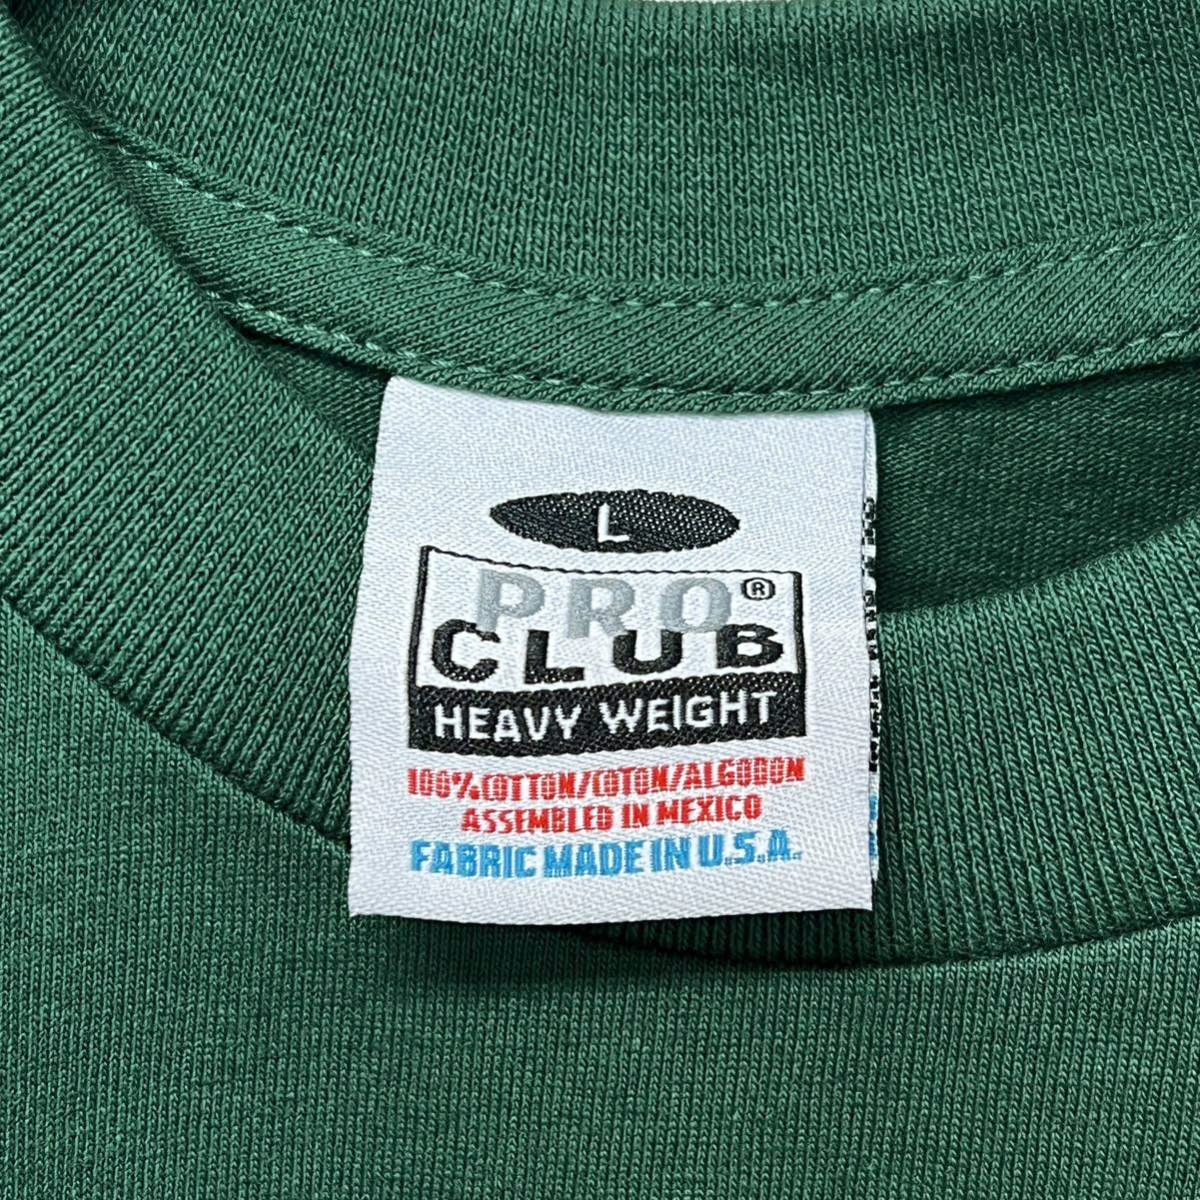 L
PRO®
CLUB
HEAVY WEIGHT
100% COTTON/COTON/ALGODON
ASSEMBLED IN MEXICO
FABRIC MADE IN U.S.A.